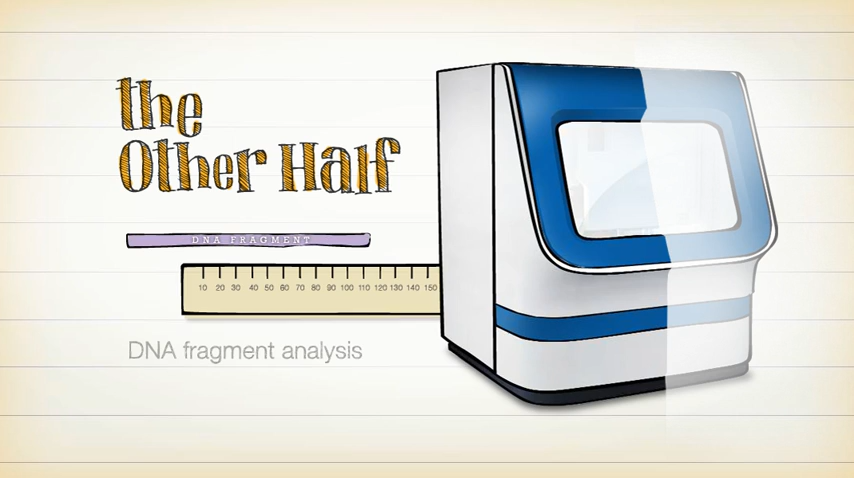 the
Other Half
DNA FRAGMENT
10 20 30 40 50 60 70 80 90 100 110 120 130 140 150
DNA fragment analysis